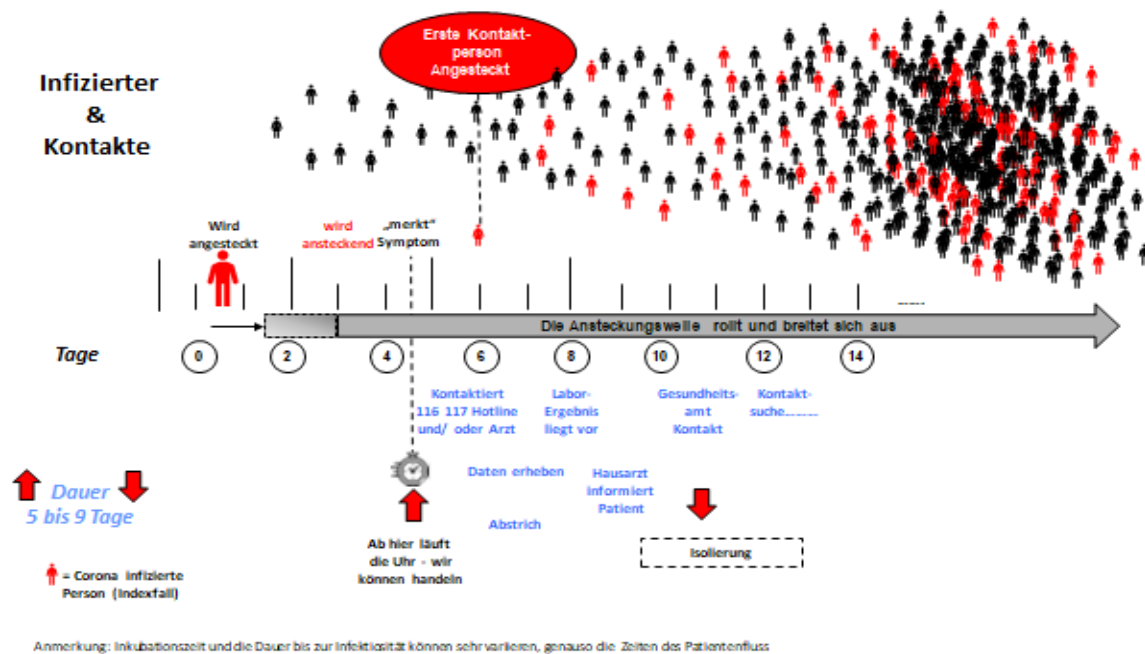 Erste Kontakt-
person
Angesteckt
Infizierter
&
Kontakte
Wird
angesteckt
wird
ansteckend
„merkt“
Symptom
Die Ansteckungswelle rollt und breitet sich aus
Tage
0
2
4
6
8
10
12
14
Kontaktiert
116 117 Hotline
und/ oder Arzt
Labor-
Ergebnis
liegt vor
Gesundheits-
amt
Kontakt
Kontakt-
suche........
Daten erheben
Hausarzt
informiert
Patient
Abstrich
Dauer
5 bis 9 Tage
Ab hier läuft
die Uhr - wir
können handeln
Isolierung
= Corona infizierte
Person (Indexfall)
Anmerkung: Inkubationszeit und die Dauer bis zur Infektiosität können sehr variieren, genauso die Zeiten des Patientenfluss